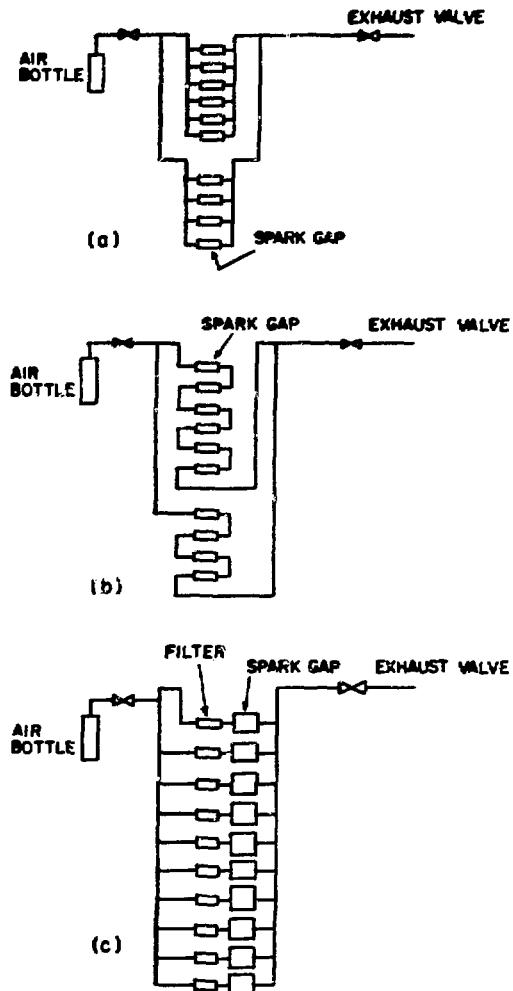 EXHAUST VALVE
AIR
BOTTLE
(a)
SPARK GAP
SPARK GAP
EXHAUST VALVE
AIR
BOTTLE
(b)
FILTER
SPARK GAP
EXHAUST VALVE
AIR
BOTTLE
(c)